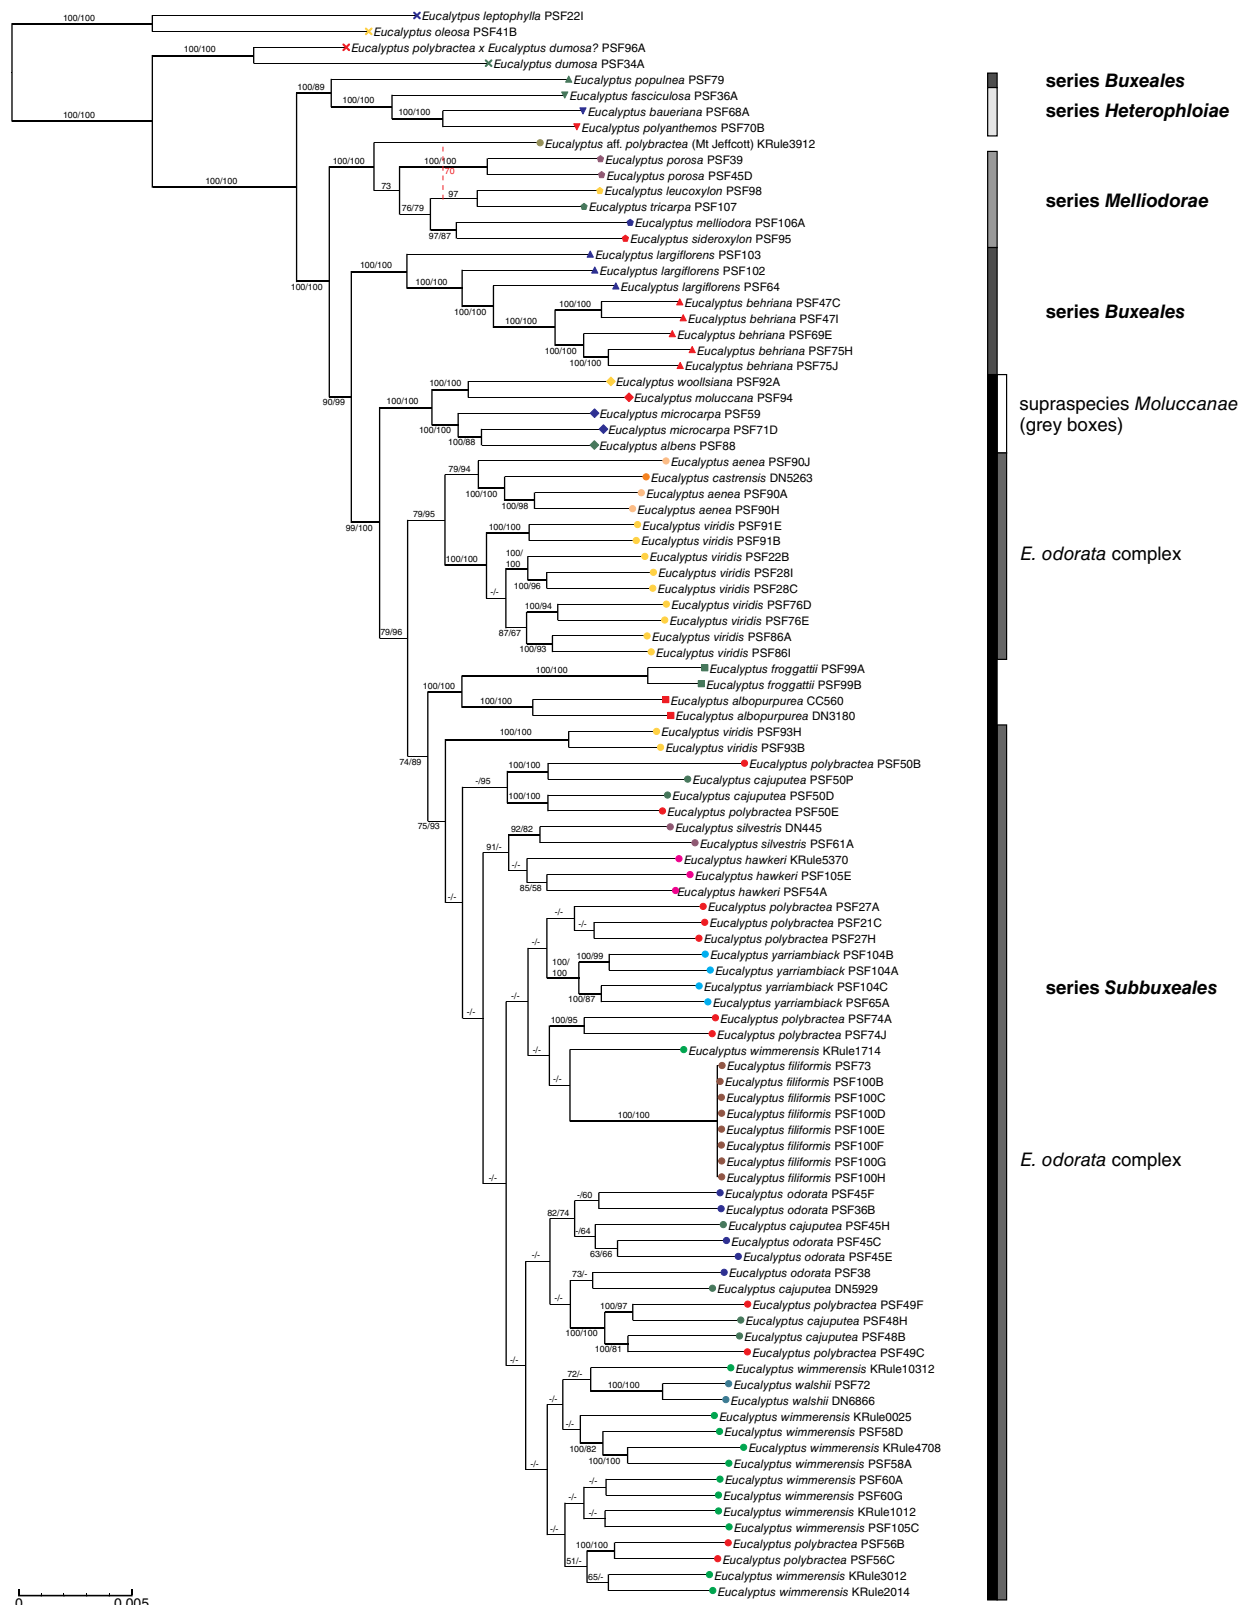 100/100
Eucalytpus leptophylla PSF22I
Eucalyptus oleosa PSF41B
100/100
Eucalyptus polybractea x Eucalyptus dumosa? PSF96A
Eucalyptus dumosa PSF34A
100/100
100/89
Eucalyptus populnea PSF79
series Buxeales
100/100
Eucalyptus fasciculosa PSF36A
100/100
Eucalyptus baueriana PSF68A
series Heterophloiae
Eucalyptus polyanthemos PSF70B
100/100
Eucalyptus aff. polybractea (Mt Jeffcott) KRule3912
100/100
100/100
70
Eucalyptus porosa PSF39
Eucalyptus porosa PSF45D
73
97
Eucalyptus leucoxylon PSF98
series Melliodorae
76/79
Eucalyptus tricarpa PSF107
Eucalyptus melliodora PSF106A
97/87
Eucalyptus sideroxylon PSF95
100/100
100/100
Eucalyptus largiflorens PSF103
100/100
Eucalyptus largiflorens PSF102
100/100
Eucalyptus largiflorens PSF64
100/100
Eucalyptus behriana PSF47C
series Buxeales
100/100
Eucalyptus behriana PSF47I
Eucalyptus behriana PSF69E
100/100
Eucalyptus behriana PSF75H
100/100
Eucalyptus behriana PSF75J
90/99
100/100
100/100
Eucalyptus woollsiana PSF92A
Eucalyptus moluccana PSF94
supraspecies Moluccanae
(grey boxes)
100/100
Eucalyptus microcarpa PSF59
100/88
Eucalyptus microcarpa PSF71D
Eucalyptus albens PSF88
99/100
79/95
79/94
Eucalyptus aenea PSF90J
100/100
Eucalyptus castrensis DN5263
100/98
Eucalyptus aenea PSF90A
Eucalyptus aenea PSF90H
100/100
100/100
Eucalyptus viridis PSF91E
Eucalyptus viridis PSF91B
E. odorata complex
-/-
100/
100
Eucalyptus viridis PSF22B
100/96
Eucalyptus viridis PSF28I
Eucalyptus viridis PSF28C
87/67
100/94
Eucalyptus viridis PSF76D
Eucalyptus viridis PSF76E
100/93
Eucalyptus viridis PSF86A
Eucalyptus viridis PSF86I
79/96
100/100
100/100
Eucalyptus froggattii PSF99A
Eucalyptus froggattii PSF99B
100/100
Eucalyptus albopurpurea CC560
Eucalyptus albopurpurea DN3180
74/89
100/100
Eucalyptus viridis PSF93H
Eucalyptus viridis PSF93B
75/93
-/95
100/100
Eucalyptus polybractea PSF50B
Eucalyptus cajuputea PSF50P
100/100
Eucalyptus cajuputea PSF50D
Eucalyptus polybractea PSF50E
-/-
91/-
92/82
Eucalyptus silvestris DN445
Eucalyptus silvestris PSF61A
-/-
Eucalyptus hawkeri KRule5370
85/58
Eucalyptus hawkeri PSF105E
Eucalyptus hawkeri PSF54A
-/-
-/-
-/-
-/-
Eucalyptus polybractea PSF27A
-/-
Eucalyptus polybractea PSF21C
Eucalyptus polybractea PSF27H
100/
100
100/99
Eucalyptus yarriambiack PSF104B
Eucalyptus yarriambiack PSF104A
100/87
Eucalyptus yarriambiack PSF104C
series Subbuxeales
Eucalyptus yarriambiack PSF65A
-/-
100/95
Eucalyptus polybractea PSF74A
Eucalyptus polybractea PSF74J
-/-
Eucalyptus wimmerensis KRule1714
100/100
Eucalyptus filiformis PSF73
Eucalyptus filiformis PSF100B
Eucalyptus filiformis PSF100C
Eucalyptus filiformis PSF100D
Eucalyptus filiformis PSF100E
Eucalyptus filiformis PSF100F
Eucalyptus filiformis PSF100G
Eucalyptus filiformis PSF100H
E. odorata complex
-/-
-/-
82/74
-/60
Eucalyptus odorata PSF45F
Eucalyptus odorata PSF36B
-/64
Eucalyptus cajuputea PSF45H
63/66
Eucalyptus odorata PSF45C
Eucalyptus odorata PSF45E
-/-
73/-
Eucalyptus odorata PSF38
Eucalyptus cajuputea DN5929
100/100
100/97
Eucalyptus polybractea PSF49F
Eucalyptus cajuputea PSF48H
100/81
Eucalyptus cajuputea PSF48B
Eucalyptus polybractea PSF49C
-/-
-/-
72/-
Eucalyptus wimmerensis KRule10312
100/100
Eucalyptus walshii PSF72
Eucalyptus walshii DN6866
-/-
Eucalyptus wimmerensis KRule0025
100/82
Eucalyptus wimmerensis PSF58D
100/100
Eucalyptus wimmerensis KRule4708
Eucalyptus wimmerensis PSF58A
-/-
-/-
-/-
-/-
Eucalyptus wimmerensis PSF60A
Eucalyptus wimmerensis PSF60G
-/-
Eucalyptus wimmerensis KRule1012
Eucalyptus wimmerensis PSF105C
51/-
100/100
Eucalyptus polybractea PSF56B
Eucalyptus polybractea PSF56C
65/-
Eucalyptus wimmerensis KRule3012
Eucalyptus wimmerensis KRule2014
0 0.005